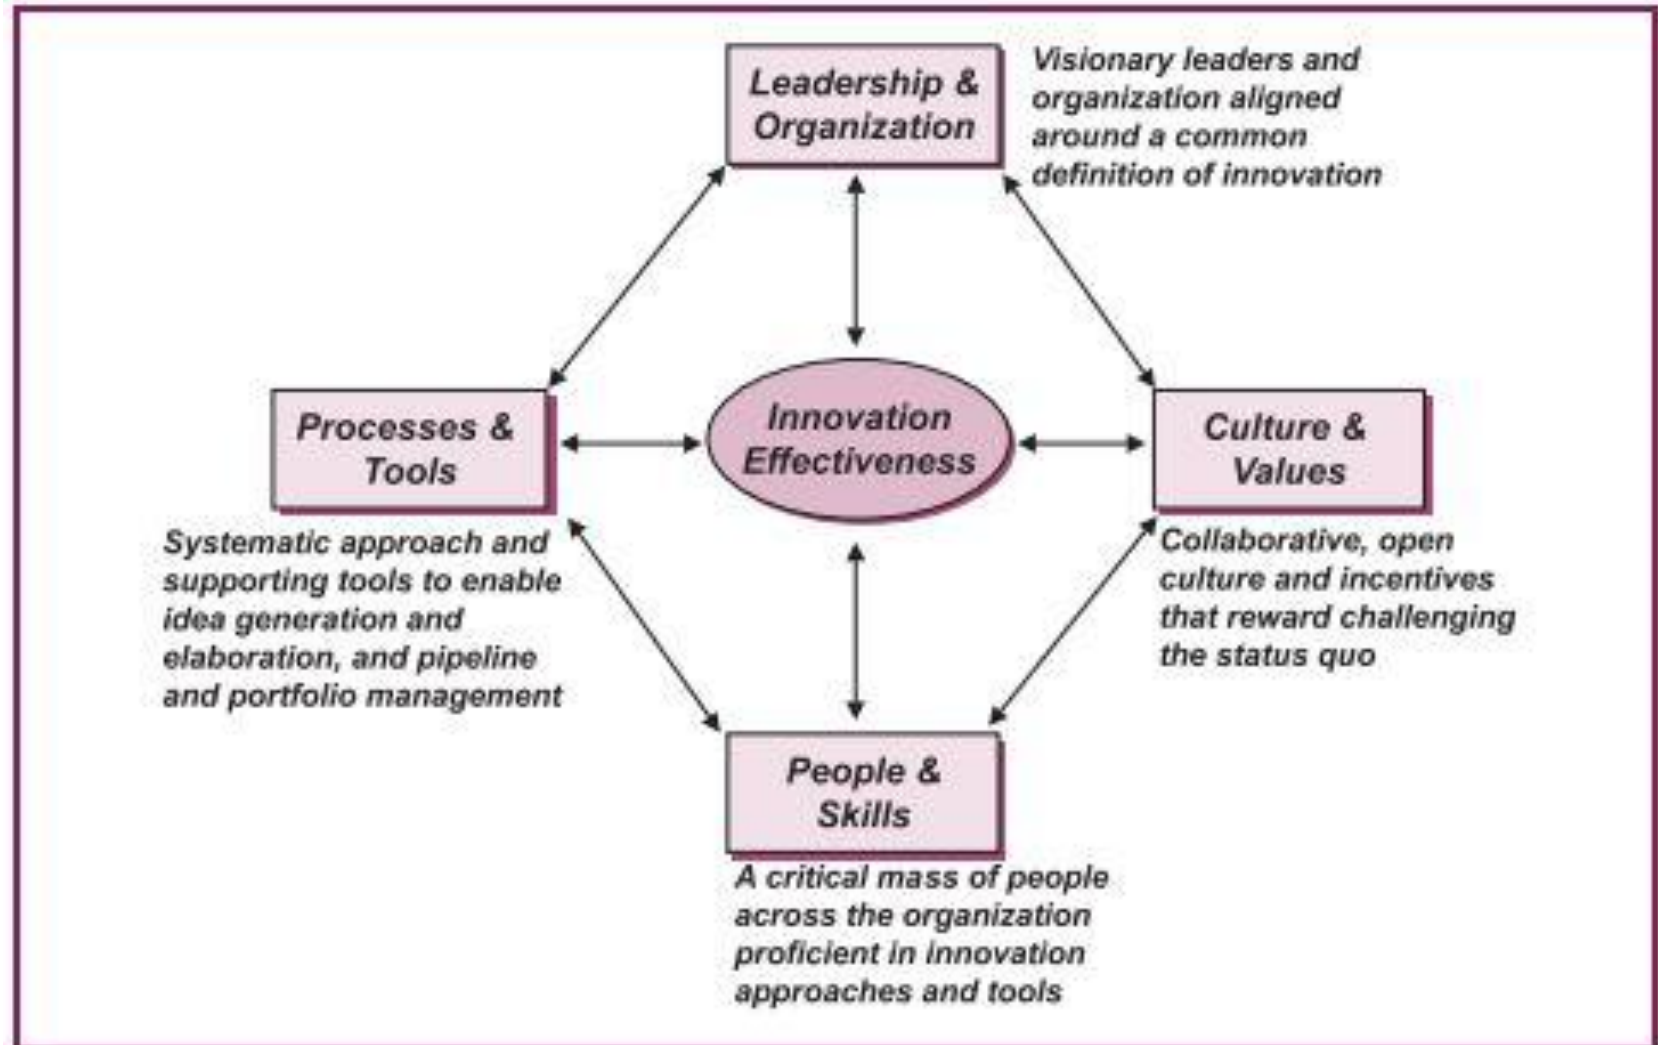 Leadership &
Organization
Visionary leaders and
organization aligned
around a common
definition of innovation
Processes &
Tools
Systematic approach and
supporting tools to enable
idea generation and
elaboration, and pipeline
and portfolio management
Innovation
Effectiveness
Culture &
Values
Collaborative, open
culture and incentives
that reward challenging
the status quo
People &
Skills
A critical mass of people
across the organization
proficient in innovation
approaches and tools